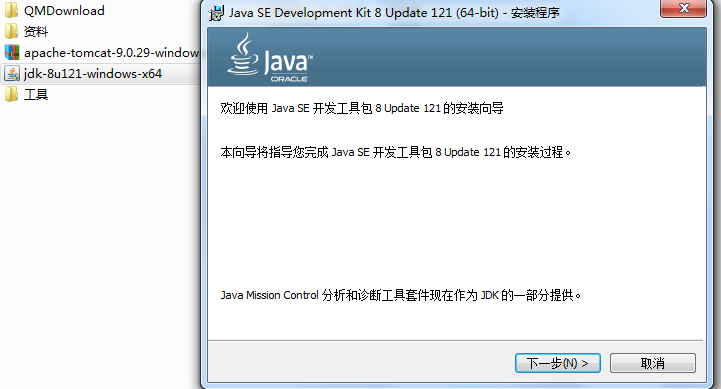 QMDownload
资料
apache-tomcat-9.0.29-window
jdk-8u121-windows-x64
工具
Java SE Development Kit 8 Update 121 (64-bit) - 安装程序
Java™
ORACLE
欢迎使用 Java SE 开发工具包 8 Update 121 的安装向导
本向导将指导您完成 Java SE 开发工具包 8 Update 121 的安装过程。
Java Mission Control 分析和诊断工具套件现在作为 JDK 的一部分提供。
下一步(N) >
取消